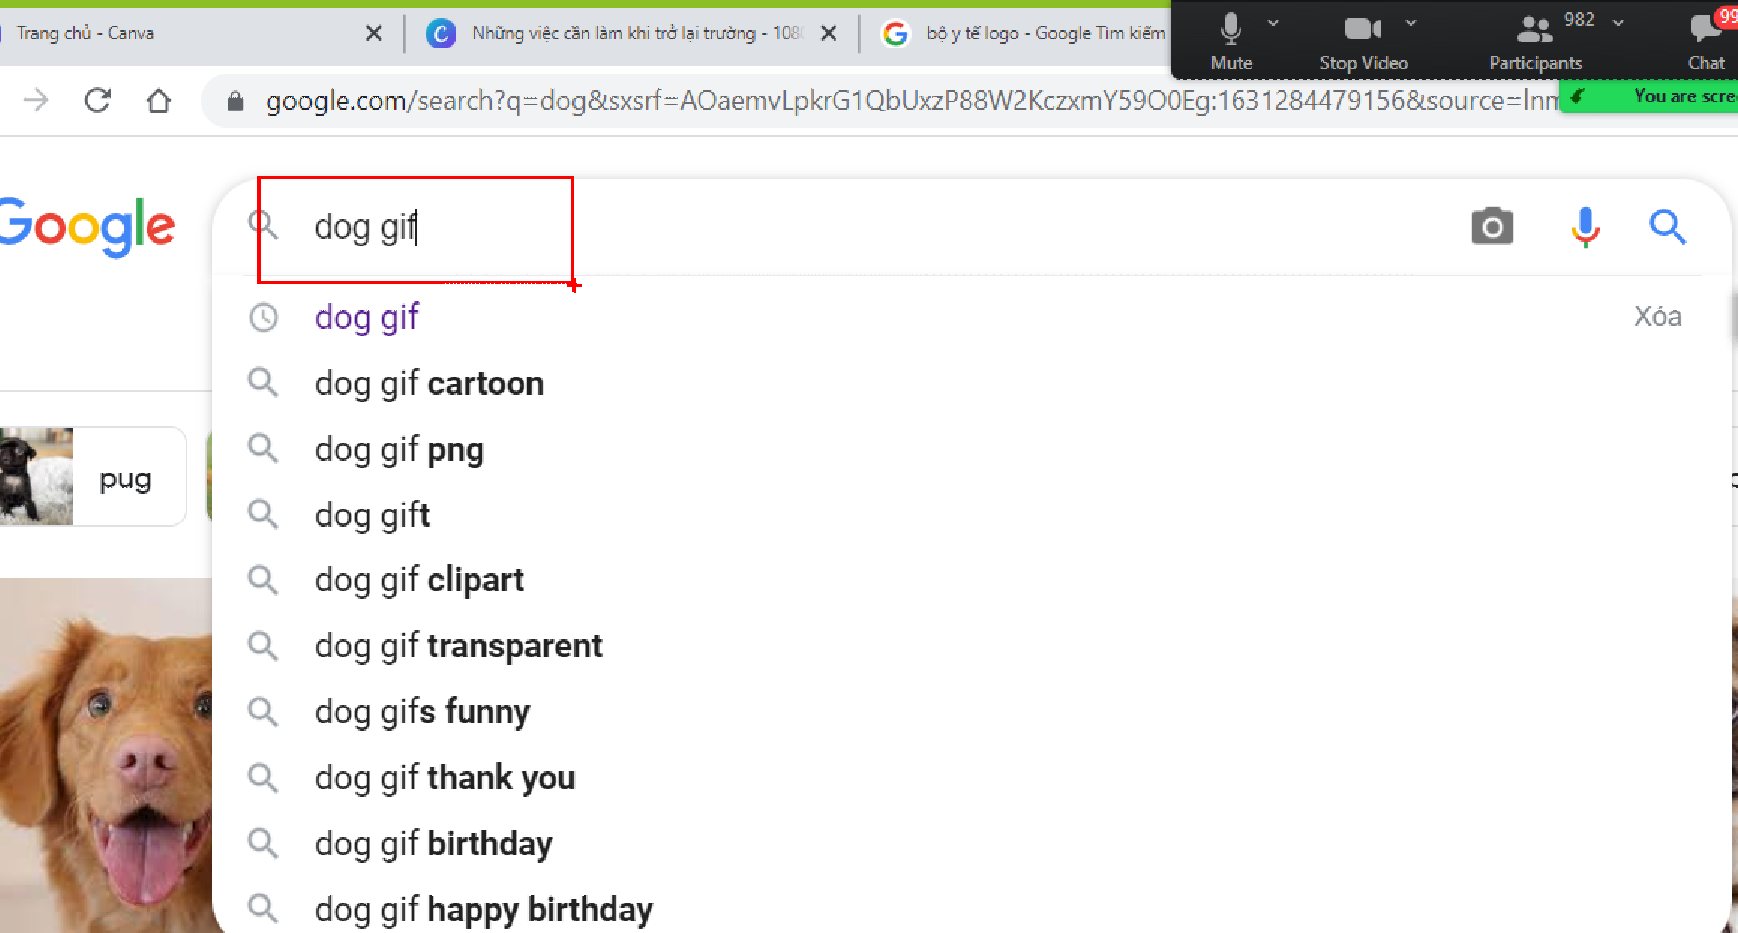 Trang chủ - Canva
Những việc cần làm khi trở lại trường - 108
bộ y tế logo - Google Tìm kiếm
982
99
Mute
Stop Video
Participants
Chat
google.com/search?q=dog&sxsrf=AOaemvLpkrG1QbUxzP88W2KczxmY59O0Eg:1631284479156&source=lnm
You are scre
Google
dog gif
dog gif
Xóa
dog gif cartoon
dog gif png
pug
dog gift
dog gif clipart
dog gif transparent
dog gifs funny
dog gif thank you
dog gif birthday
dog gif happy birthday